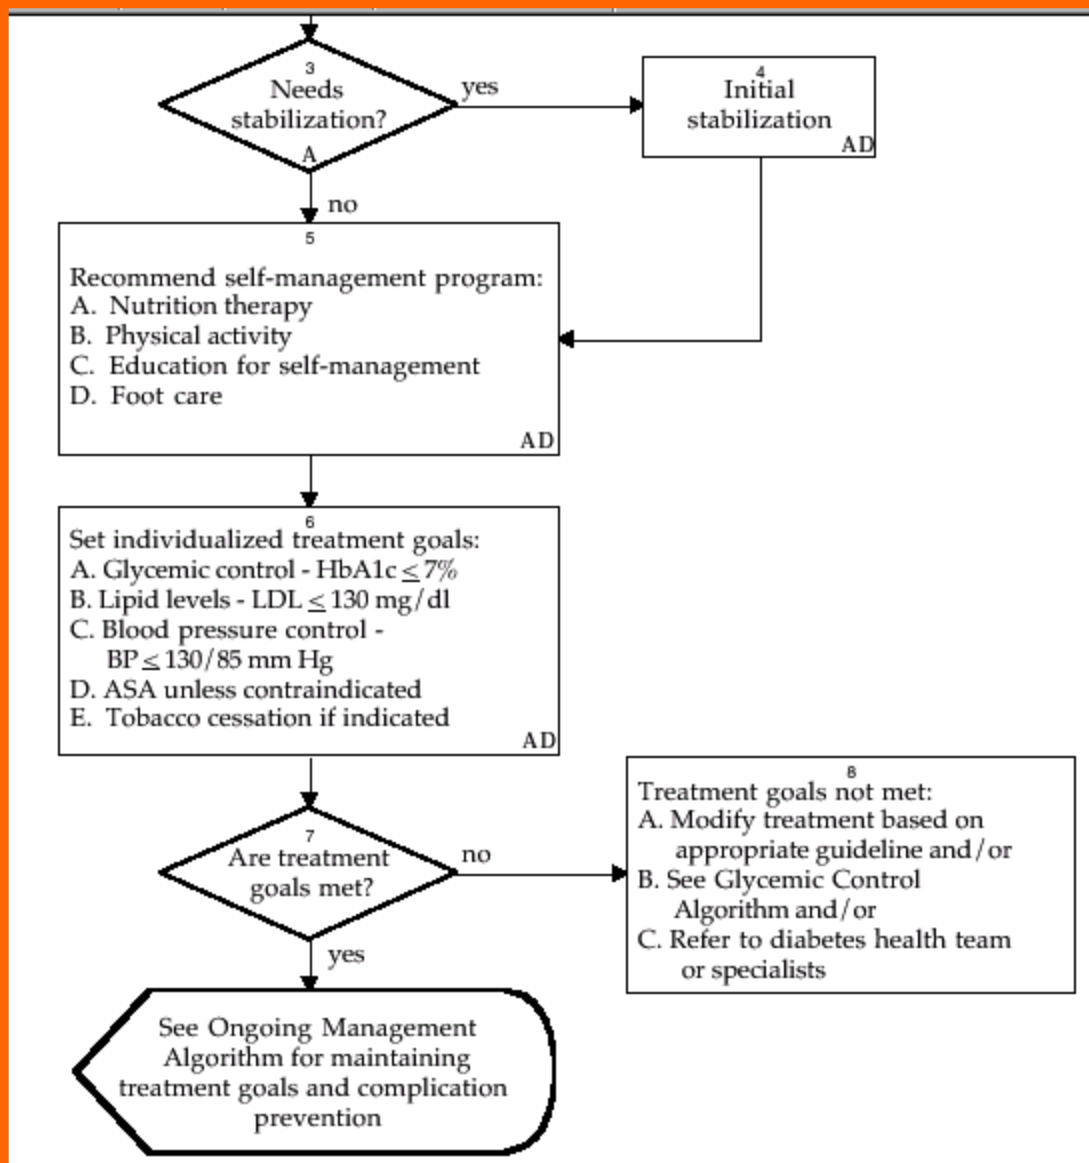 3
Needs
stabilization?
A
yes
4
Initial
stabilization
AD
no
5
Recommend self-management program:
A. Nutrition therapy
B. Physical activity
C. Education for self-management
D. Foot care
AD
6
Set individualized treatment goals:
A. Glycemic control - HbA1c ≤ 7%
B. Lipid levels - LDL ≤ 130 mg/dl
C. Blood pressure control -
BP ≤ 130/85 mm Hg
D. ASA unless contraindicated
E. Tobacco cessation if indicated
AD
7
Are treatment
goals met?
no
8
Treatment goals not met:
A. Modify treatment based on
appropriate guideline and/or
B. See Glycemic Control
Algorithm and/or
C. Refer to diabetes health team
or specialists
yes
See Ongoing Management
Algorithm for maintaining
treatment goals and complication
prevention